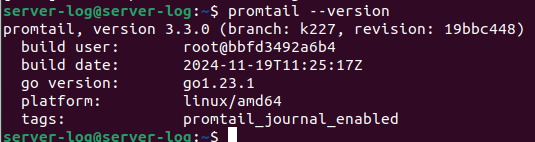 server-log@server-log:~$ promtail --version
promtail, version 3.3.0 (branch: k227, revision: 19bbc448)
  build user:       root@bbfd3492a6b4
  build date:       2024-11-19T11:25:17Z
  go version:       go1.23.1
  platform:         linux/amd64
  tags:             promtail_journal_enabled
server-log@server-log:~$